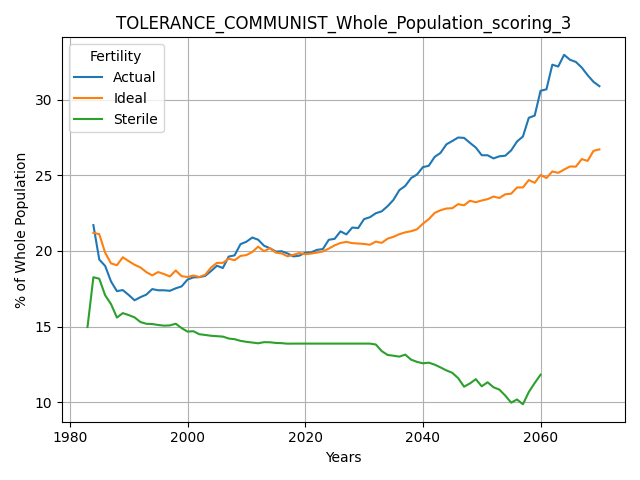 TOLERANCE_COMMUNIST_Whole_Population_scoring_3
Fertility
Actual
Ideal
Sterile
% of Whole Population
30
25
20
15
10
1980
2000
2020
2040
2060
Years